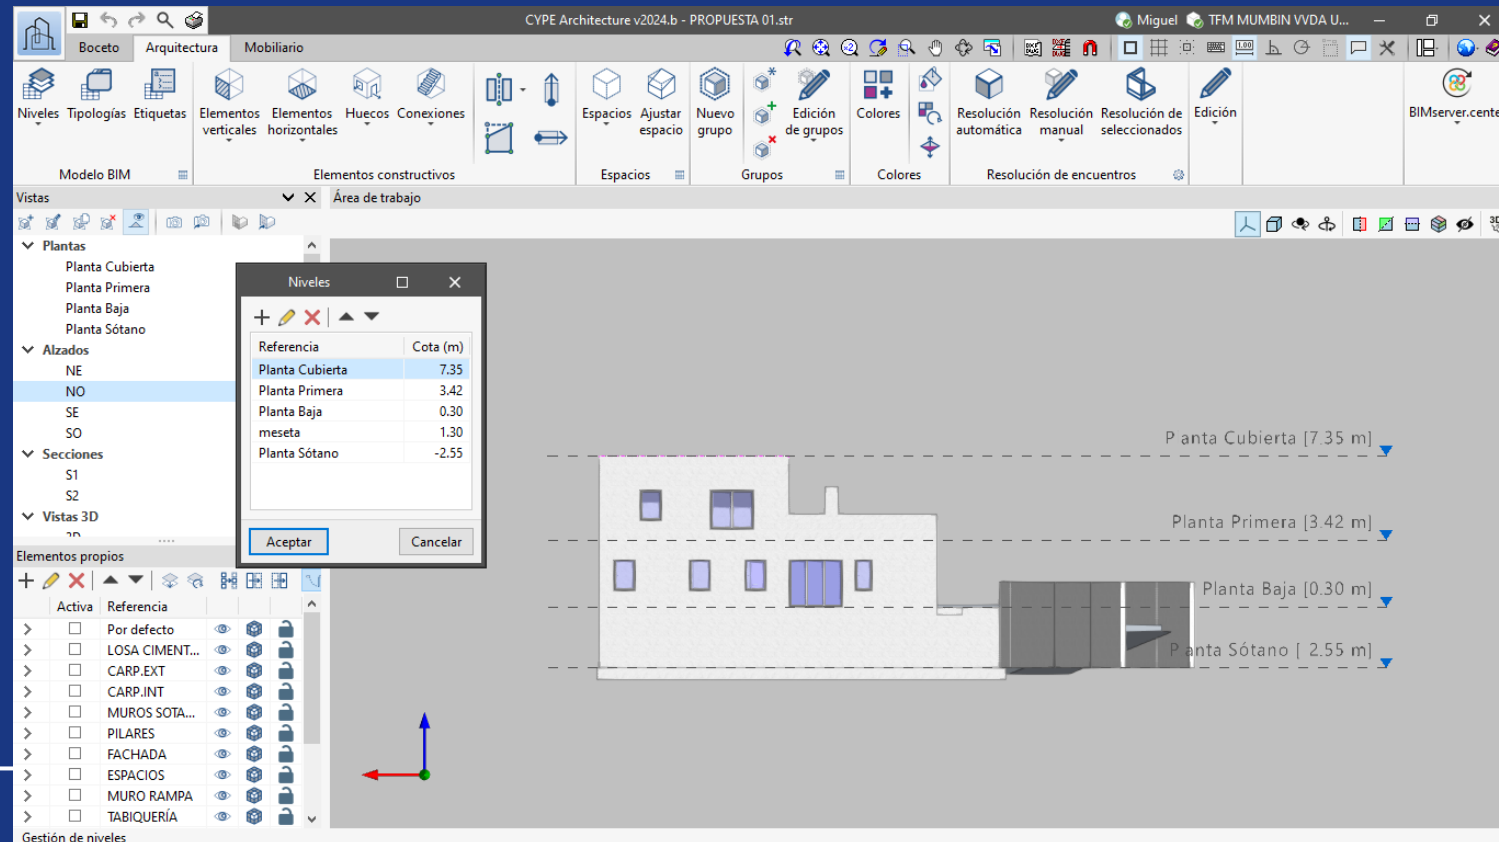 CYPE Architecture v2024.b - PROPUESTA 01.str
Miguel
TFM MUMBIN VVDA U...
Boceto
Arquitectura
Mobiliario
1.00
Niveles
Tipologías
Etiquetas
Elementos verticales
Elementos horizontales
Huecos
Conexiones
Espacios
Ajustar espacio
Nuevo grupo
Edición de grupos
Colores
Resolución automática
Resolución manual
Resolución de seleccionados
Edición
BIMserver.cente
Modelo BIM
Elementos constructivos
Espacios
Grupos
Colores
Resolución de encuentros
Vistas
Área de trabajo
3D
Plantas
Planta Cubierta
Planta Primera
Planta Baja
Planta Sótano
Alzados
NE
NO
SE
SO
Secciones
S1
S2
Vistas 3D
Niveles
Referencia Cota (m)
Planta Cubierta 7.35
Planta Primera 3.42
Planta Baja 0.30
meseta 1.30
Planta Sótano -2.55
Aceptar
Cancelar
P anta Cubierta [7.35 m]
Planta Primera [3.42 m]
Planta Baja [0.30 m]
P anta Sótano [ 2.55 m]
Elementos propios
Activa Referencia
Por defecto
LOSA CIMENT...
CARP.EXT
CARP.INT
MUROS SOTA...
PILARES
FACHADA
ESPACIOS
MURO RAMPA
TABIQUERÍA
Gestión de niveles